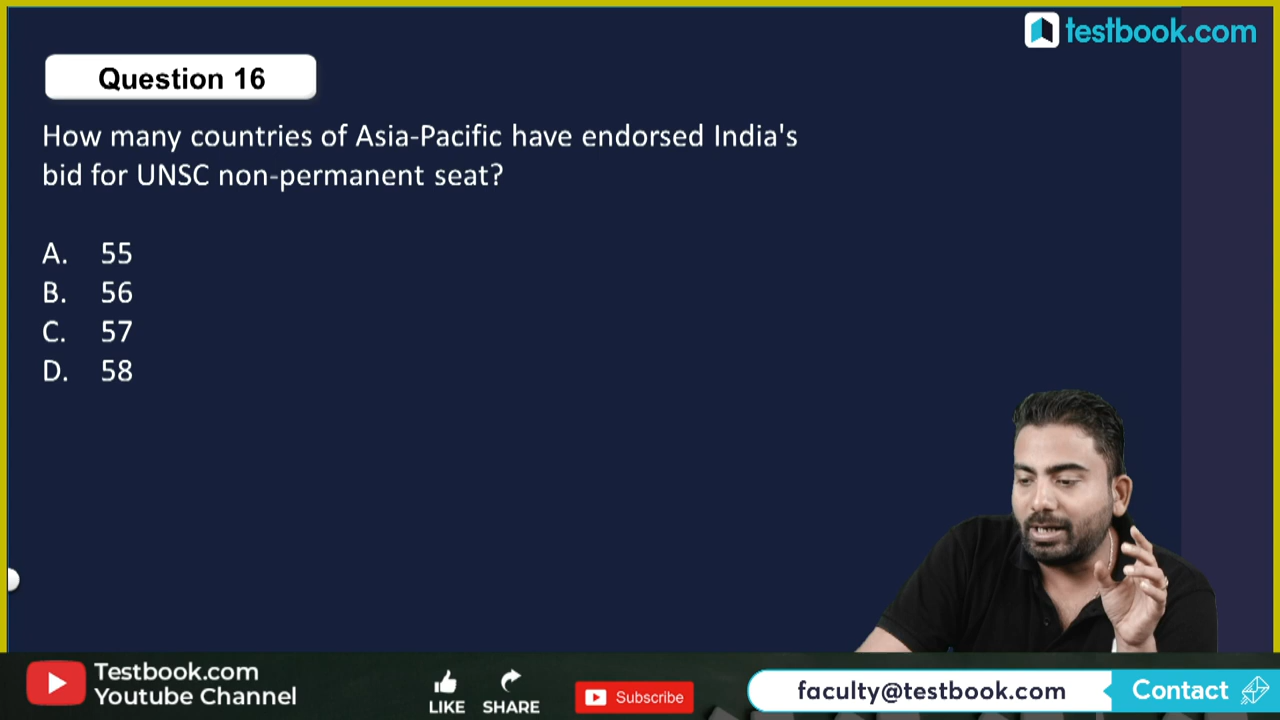 testbook.com
Question 16
How many countries of Asia-Pacific have endorsed India's
bid for UNSC non-permanent seat?
A. 55
B. 56
C. 57
D. 58
Testbook.com
Youtube Channel
LIKE
SHARE
Subscribe
faculty@testbook.com
Contact